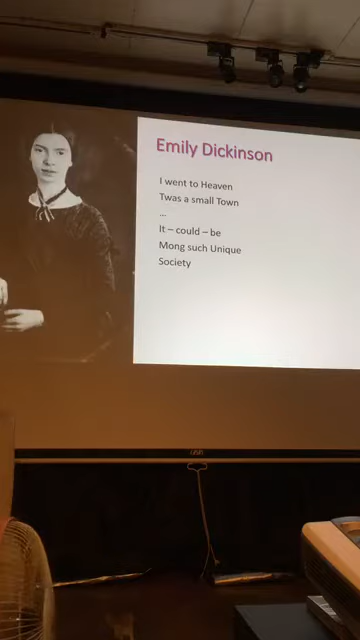 Emily Dickinson
I went to Heaven
Twas a small Town
...
It – could – be
Mong such Unique
Society